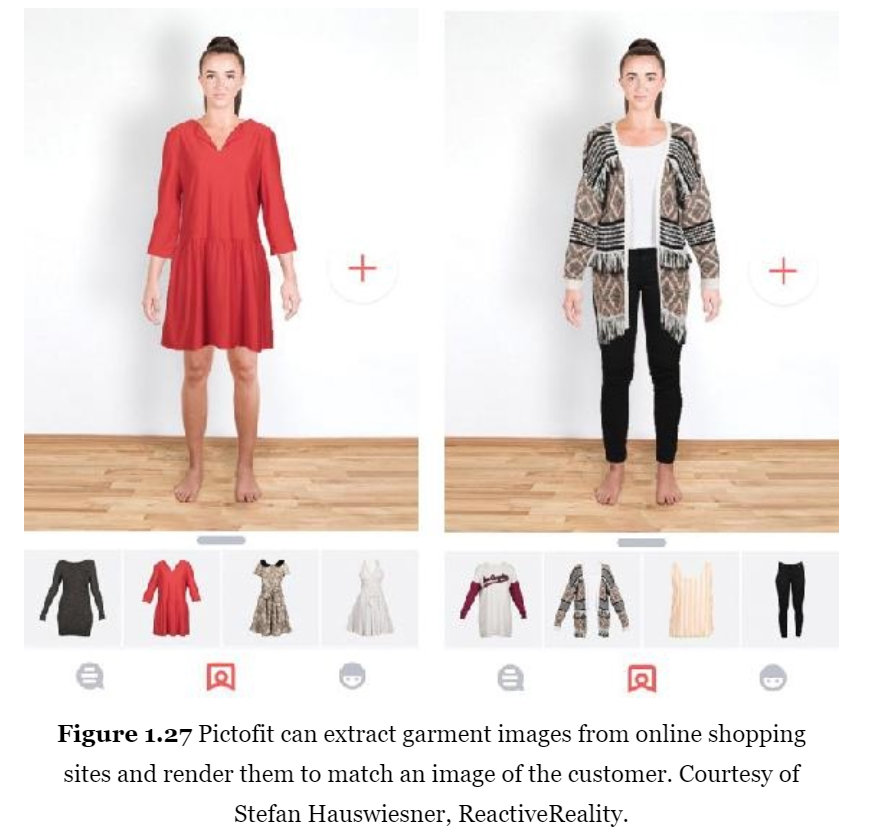 Figure 1.27 Pictofit can extract garment images from online shopping
sites and render them to match an image of the customer. Courtesy of
Stefan Hauswiesner, ReactiveReality.